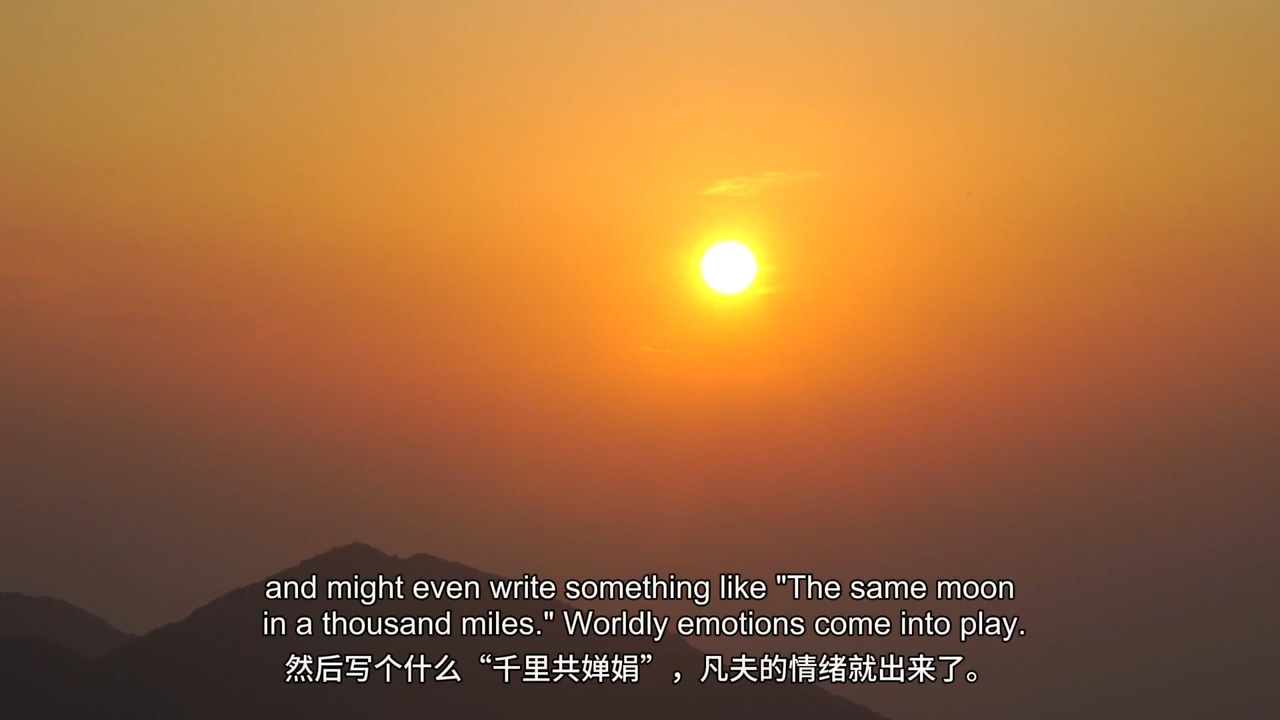 and might even write something like "The same moon
in a thousand miles." Worldly emotions come into play.
然后写个什么“千里共婵娟”，凡夫的情绪就出来了。